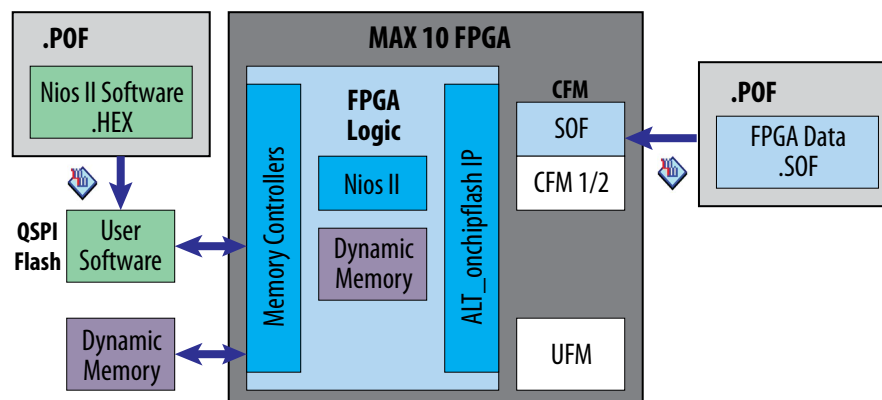 .POF
Nios II Software
.HEX
QSPI
Flash
User
Software
Dynamic
Memory
MAX 10 FPGA
Memory Controllers
FPGA
Logic
Nios II
Dynamic
Memory
ALT_onchipflash IP
CFM
SOF
CFM 1/2
UFM
.POF
FPGA Data
.SOF